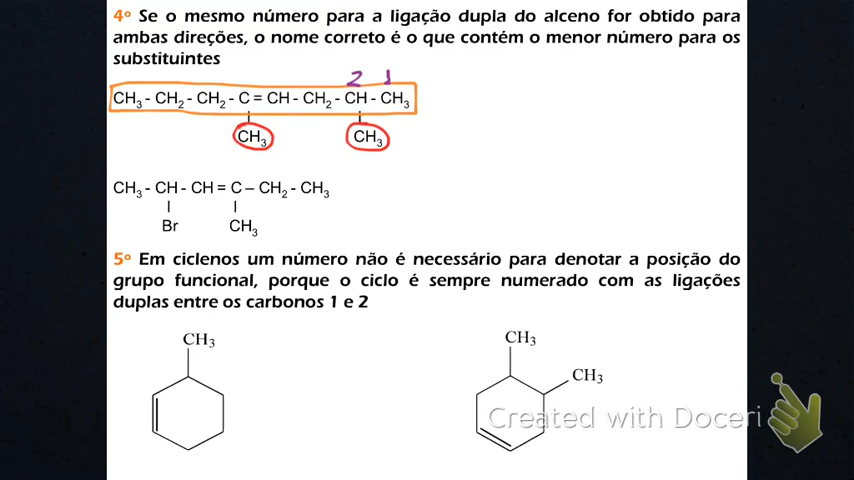 4º Se o mesmo número para a ligação dupla do alceno for obtido para
ambas direções, o nome correto é o que contém o menor número para os
substituintes
2 1
CH3 - CH2 - CH2 - C = CH - CH2 - CH - CH3
CH3 CH3
CH3 - CH - CH = C – CH2 - CH3
Br CH3
5º Em ciclenos um número não é necessário para denotar a posição do
grupo funcional, porque o ciclo é sempre numerado com as ligações
duplas entre os carbonos 1 e 2
CH3 CH3
CH3
Created with Doceri